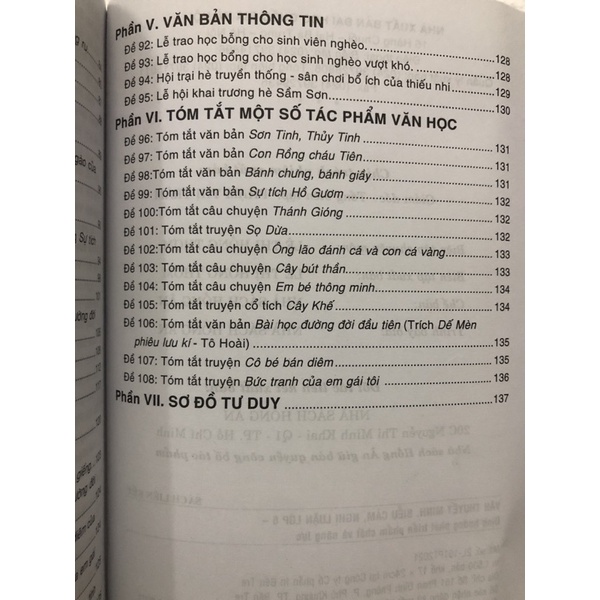 Phần V. VĂN BẢN THÔNG TIN
Đề 92: Lễ trao học bỗng cho sinh viên nghèo. 128
Đề 93: Lễ trao học bổng cho học sinh nghèo vượt khó. 128
Đề 94: Hội trại hè truyền thống - sân chơi bổ ích của thiếu nhi 129
Đề 95: Lễ hội khai trương hè Sầm Sơn 130
Phần VI. TÓM TẮT MỘT SỐ TÁC PHẨM VĂN HỌC
Đề 96: Tóm tắt văn bản Sơn Tinh, Thủy Tinh 131
Đề 97: Tóm tắt văn bản Con Rồng cháu Tiên 131
Đề 98:Tóm tắt văn bản Bánh chưng, bánh giầy 131
Đề 99: Tóm tắt văn bản Sự tích Hồ Gươm 132
Đề 100:Tóm tắt câu chuyện Thánh Gióng 132
Đề 101: Tóm tắt truyện Sọ Dừa 132
Đề 102:Tóm tắt câu chuyện Ông lão đánh cá và con cá vàng 133
Đề 103: Tóm tắt câu chuyện Cây bút thần 133
Đề 104: Tóm tắt câu chuyện Em bé thông minh 134
Đề 105: Tóm tắt truyện cổ tích Cây Khế 134
Đề 106: Tóm tắt văn bản Bài học đường đời đầu tiên (Trích Dế Mèn
phiêu lưu kí - Tô Hoài) 135
Đề 107: Tóm tắt truyện Cô bé bán diêm 135
Đề 108: Tóm tắt truyện Bức tranh của em gái tôi 136
Phần VII. SƠ ĐỒ TƯ DUY 137